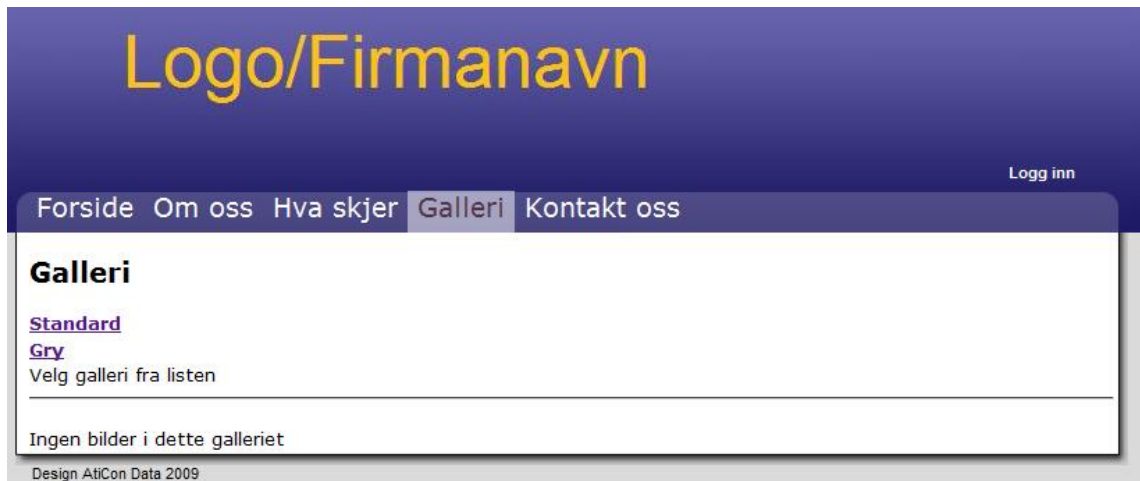 Logo/Firmanavn
Logg inn
Forside Om oss Hva skjer Galleri Kontakt oss
Galleri
Standard
Gry
Velg galleri fra listen
Ingen bilder i dette galleriet
Design AtiCon Data 2009